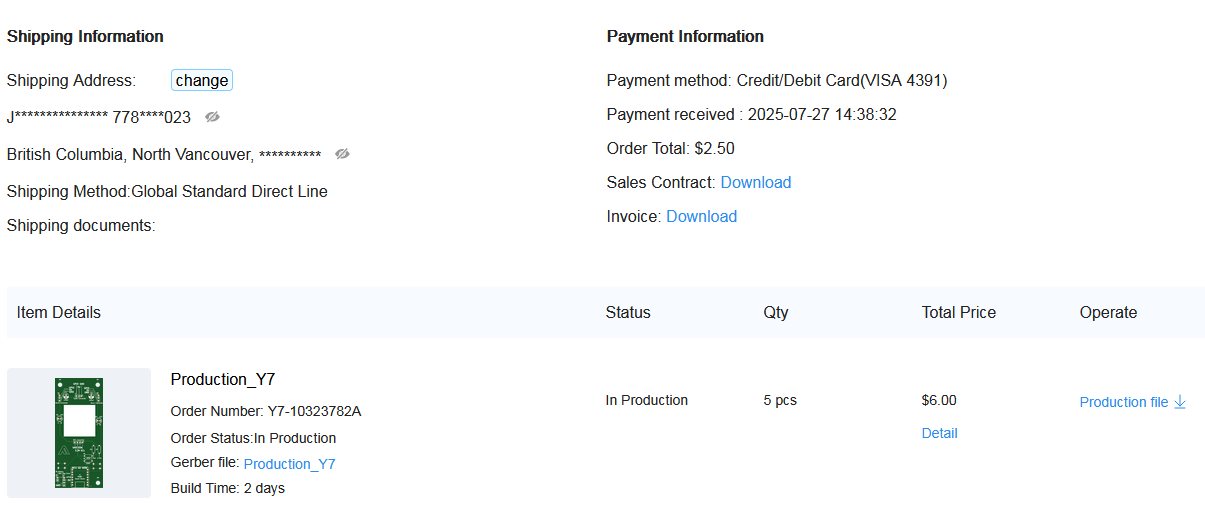 Shipping Information
Shipping Address: change
J*************** 778****023
British Columbia, North Vancouver, **********
Shipping Method:Global Standard Direct Line
Shipping documents:
Payment Information
Payment method: Credit/Debit Card(VISA 4391)
Payment received : 2025-07-27 14:38:32
Order Total: $2.50
Sales Contract: Download
Invoice: Download
Item Details Status Qty Total Price Operate
Production_Y7
Order Number: Y7-10323782A
Order Status:In Production
Gerber file: Production_Y7
Build Time: 2 days
In Production
5 pcs
$6.00
Detail
Production file